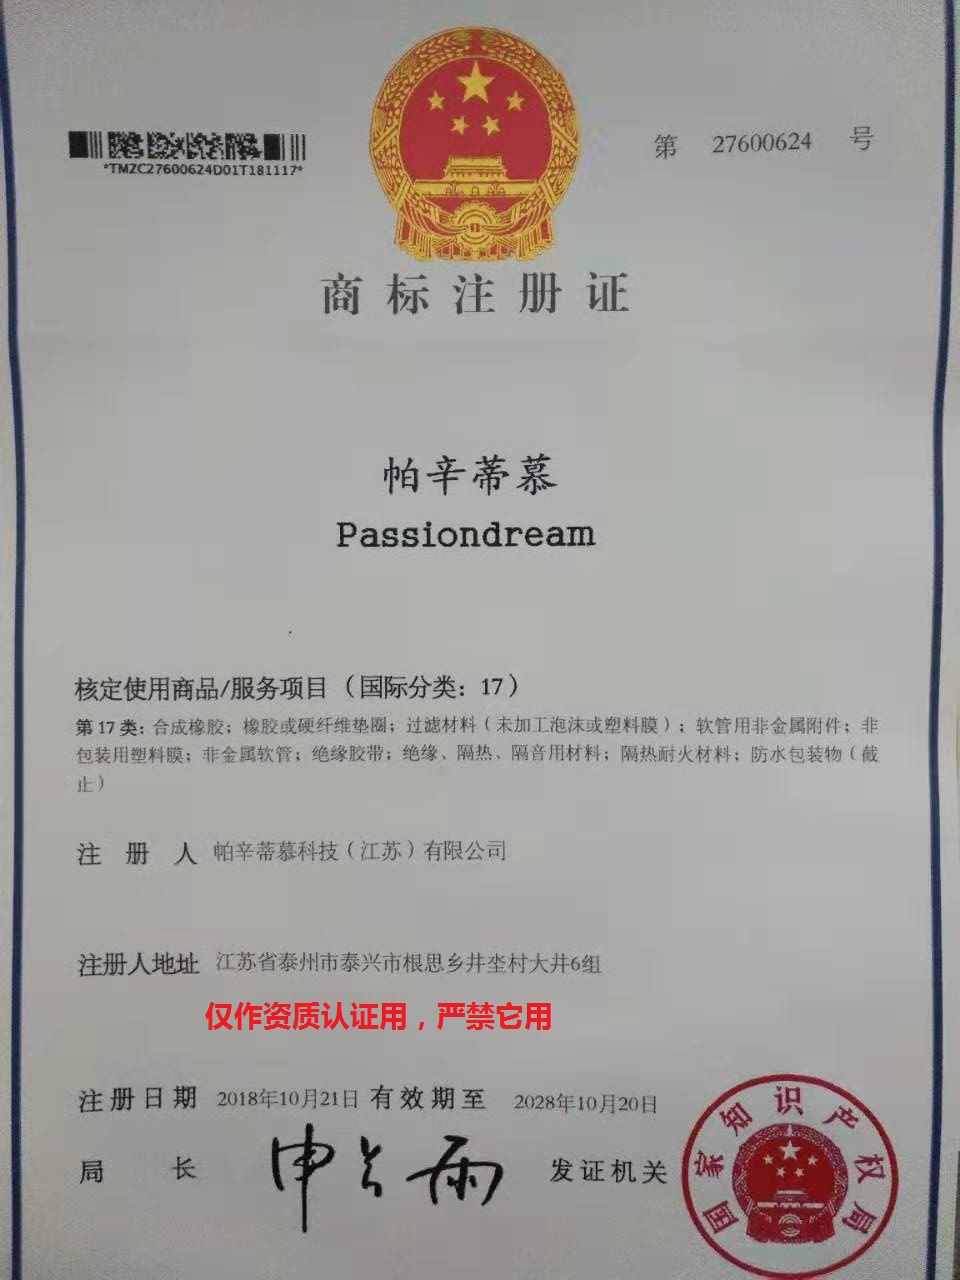 *TMZC27600624D01T181117*
第 27600624 号
商标注册证
帕辛蒂慕
Passiondream
核定使用商品/服务项目（国际分类：17）
第 17 类：合成橡胶；橡胶或硬纤维垫圈；过滤材料（未加工泡沫或塑料膜）；软管用非金属附件；非
包装用塑料膜；非金属软管；绝缘胶带；绝缘、隔热、隔音用材料；隔热耐火材料；防水包装物（截
止）
注册人 帕辛蒂慕科技（江苏）有限公司
注册人地址 江苏省泰州市泰兴市根思乡井坔村大井6组
仅作资质认证用，严禁它用
注册日期 2018年10月21日 有效期至 2028年10月20日
局长 申长雨 发证机关
国家知识产权局